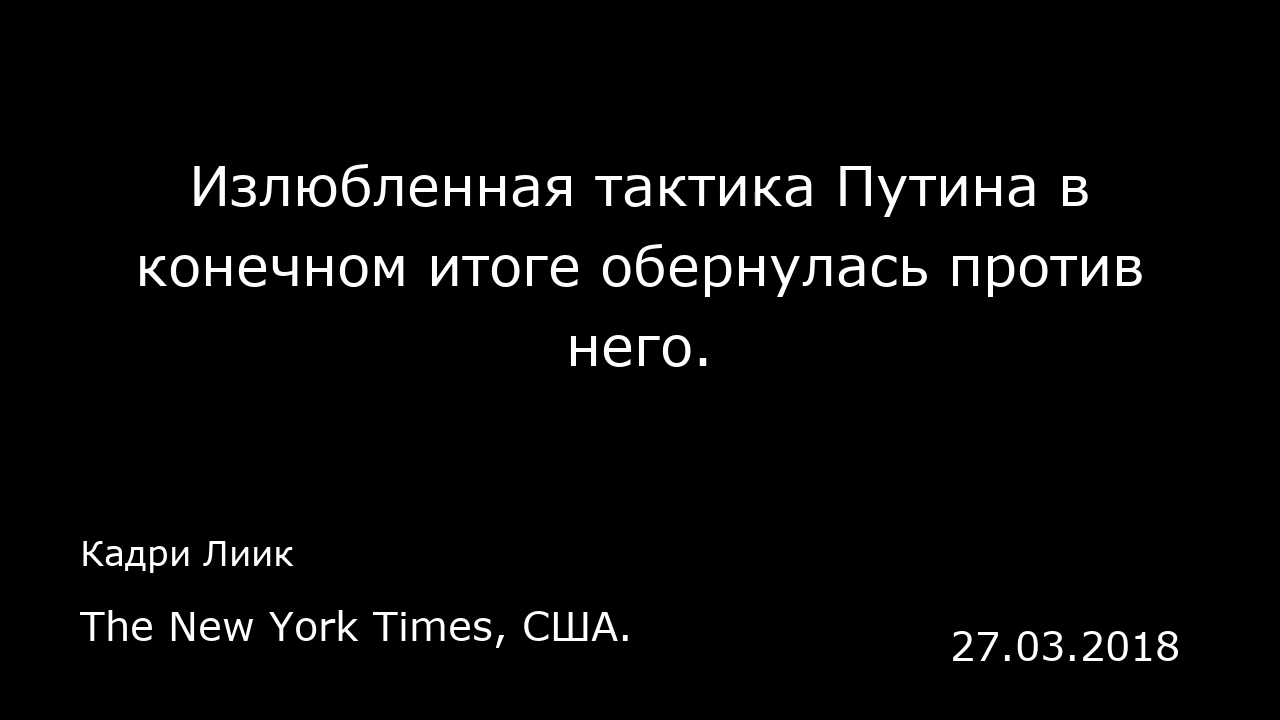 Излюбленная тактика Путина в
конечном итоге обернулась против
него.
Кадри Лиик
The New York Times, США.
27.03.2018